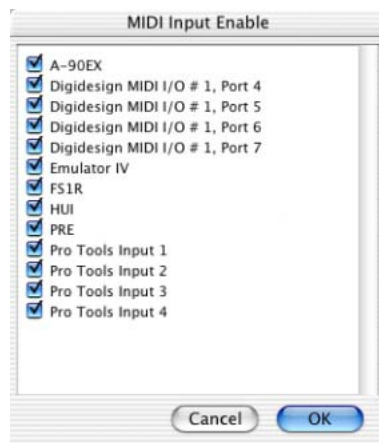 MIDI Input Enable
A-90EX
Digidesign MIDI I/O # 1, Port 4
Digidesign MIDI I/O # 1, Port 5
Digidesign MIDI I/O # 1, Port 6
Digidesign MIDI I/O # 1, Port 7
Emulator IV
FS1R
HUI
PRE
Pro Tools Input 1
Pro Tools Input 2
Pro Tools Input 3
Pro Tools Input 4
Cancel OK